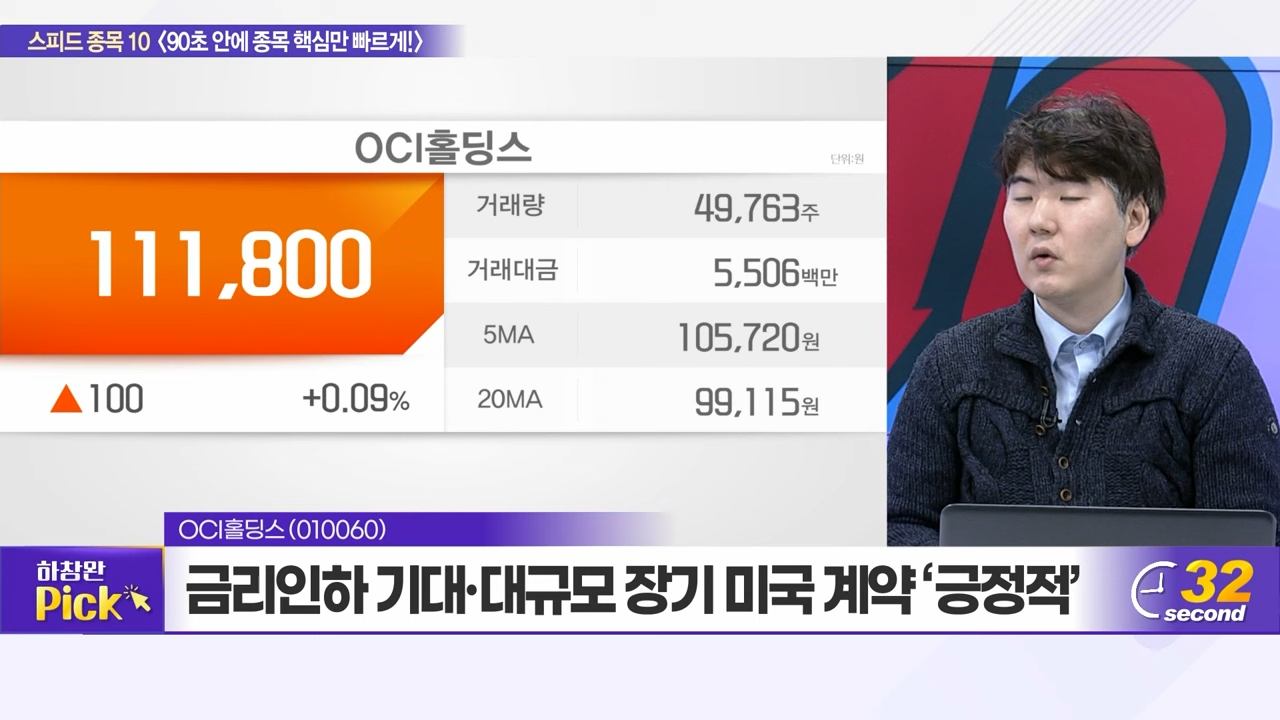 스피드 종목 10 〈90초 안에 종목 핵심만 빠르게!〉
OCI홀딩스
단위:원
111,800
▲100 +0.09%
거래량 49,763주
거래대금 5,506백만
5MA 105,720원
20MA 99,115원
OCI홀딩스(010060)
하창완
Pick
금리인하 기대·대규모 장기 미국 계약 ‘긍정적’
32
second